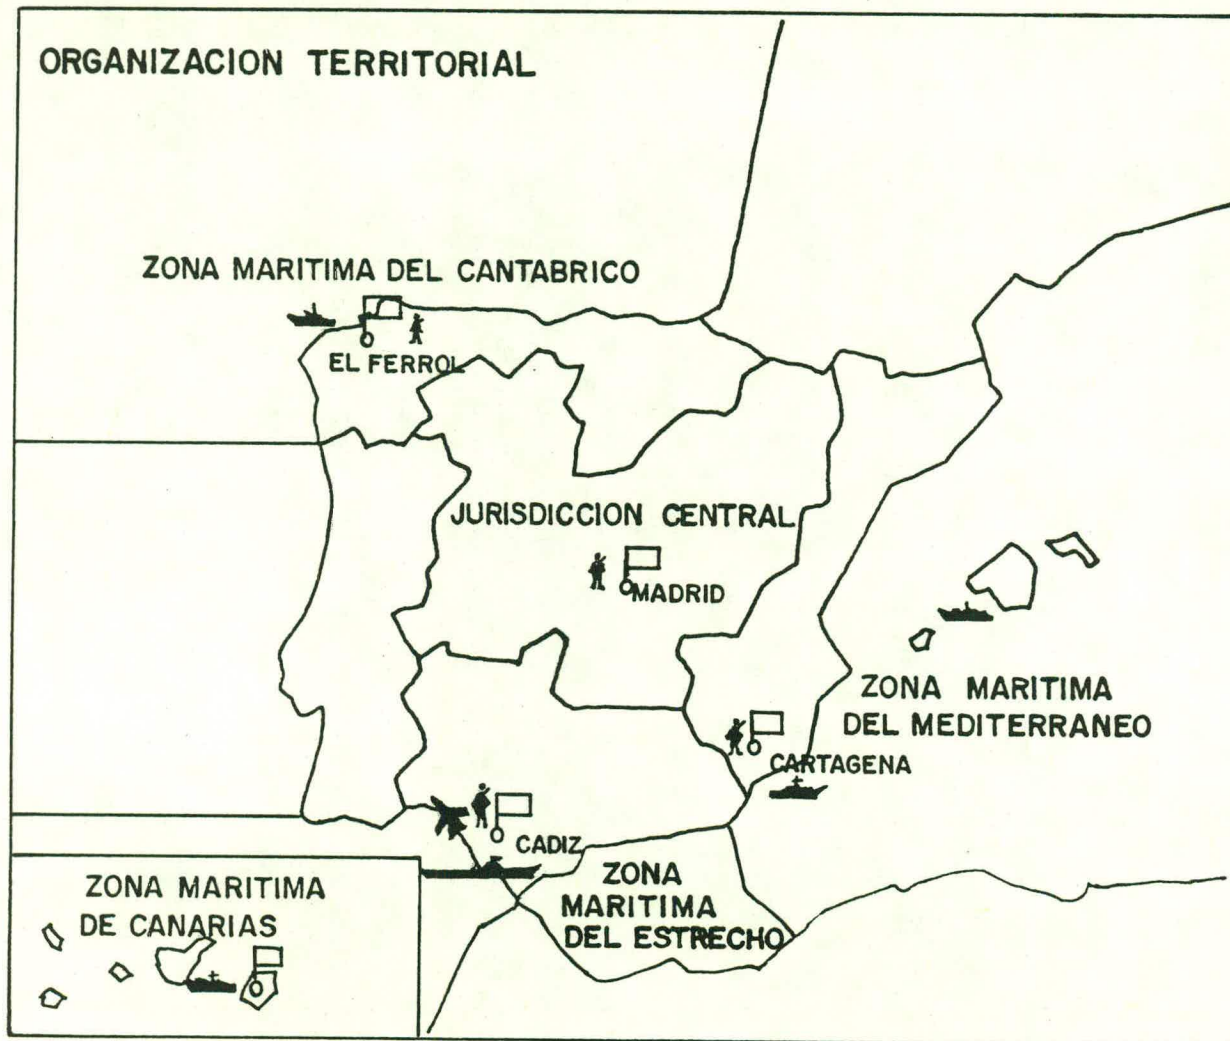 ORGANIZACION TERRITORIAL
ZONA MARITIMA DEL CANTABRICO
EL FERROL
JURISDICCION CENTRAL
MADRID
ZONA MARITIMA
DEL MEDITERRANEO
CARTAGENA
CADIZ
ZONA
MARITIMA
DEL ESTRECHO
ZONA MARITIMA
DE CANARIAS